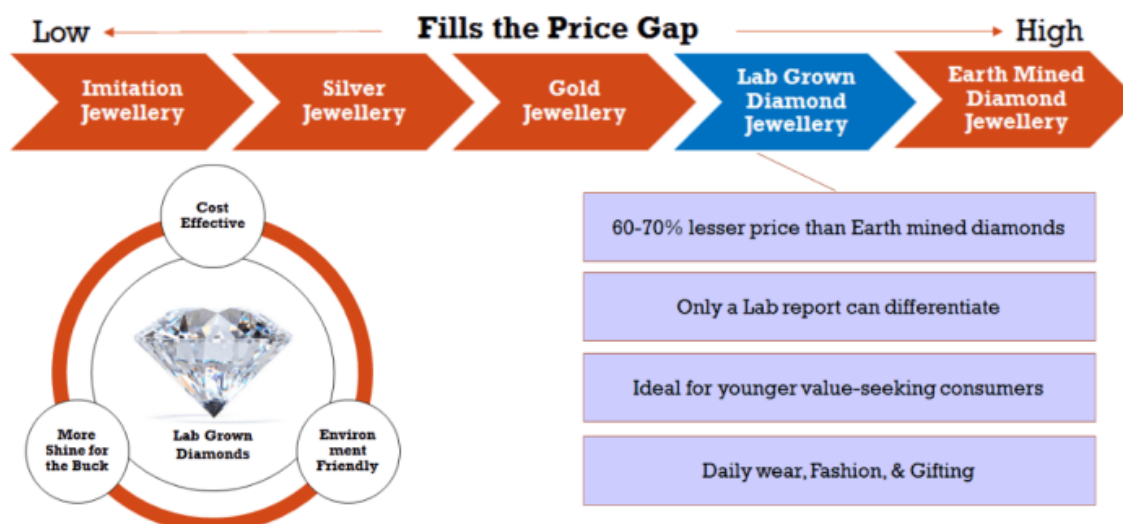 Low
Fills the Price Gap
High
Imitation
Jewellery
Silver
Jewellery
Gold
Jewellery
Lab Grown
Diamond
Jewellery
Earth Mined
Diamond
Jewellery
Cost
Effective
More
Shine for
the Buck
Lab Grown
Diamonds
Environ
ment
Friendly
60-70% lesser price than Earth mined diamonds
Only a Lab report can differentiate
Ideal for younger value-seeking consumers
Daily wear, Fashion, & Gifting